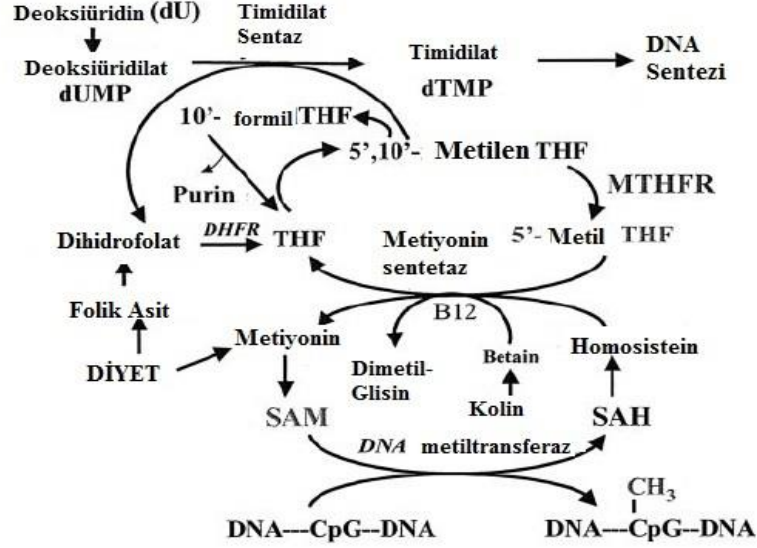 Deoksiüridin (dU)
Timidilat
Sentaz
Deoksiüridilat
dUMP
Timidilat
dTMP
DNA
Sentezi
10’- formil THF
5’,10’- Metilen THF
Purin
MTHFR
Dihidrofolat
DHFR
THF
Metiyonin
sentetaz
5’- Metil THF
Folik Asit
B12
DİYET
Metiyonin
Dimetil-
Glisin
Betain
Kolin
Homosistein
SAM
DNA metiltransferaz
SAH
CH3
DNA---CpG--DNA
DNA---CpG--DNA